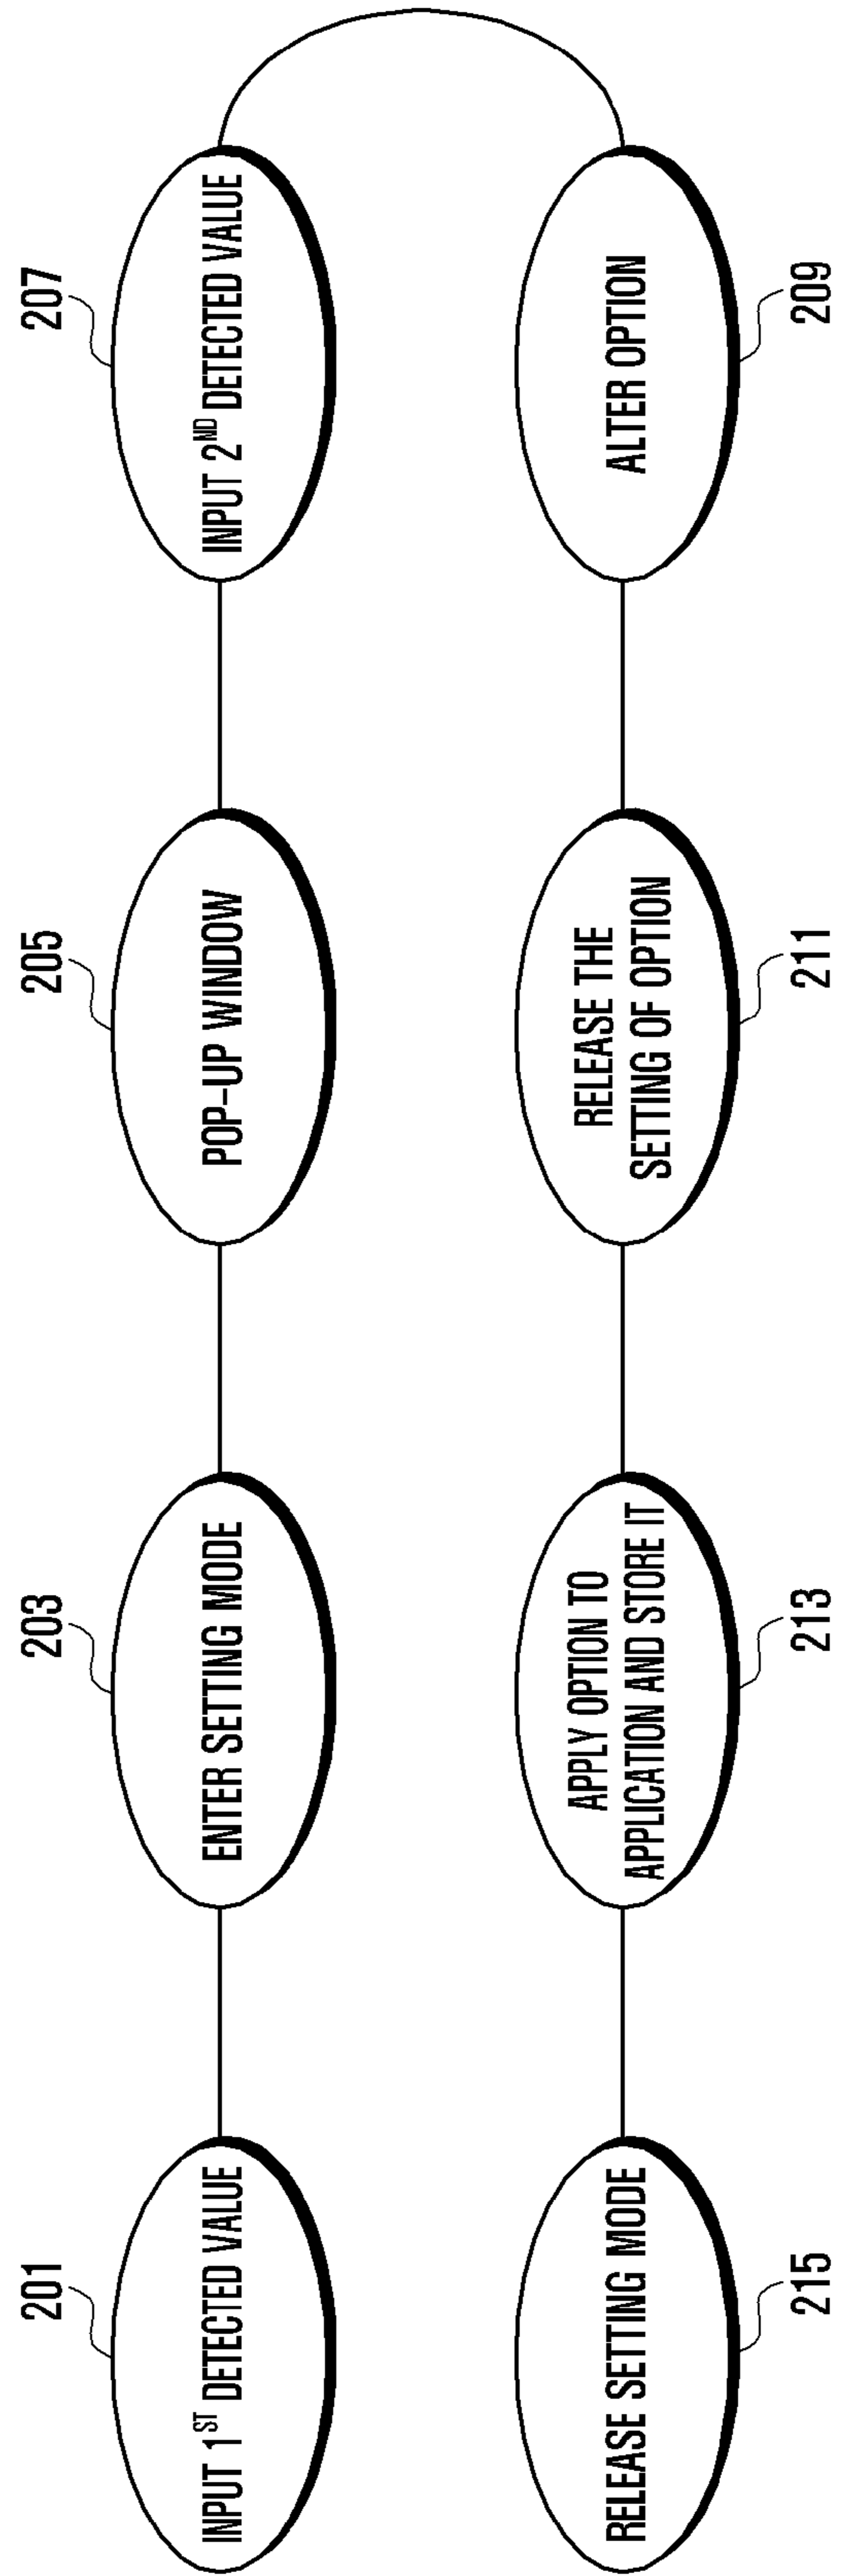 201
INPUT 1ST DETECTED VALUE
203
ENTER SETTING MODE
205
POP-UP WINDOW
207
INPUT 2ND DETECTED VALUE
ALTER OPTION
209
RELEASE THE
SETTING OF OPTION
211
APPLY OPTION TO
APPLICATION AND STORE IT
213
RELEASE SETTING MODE
215